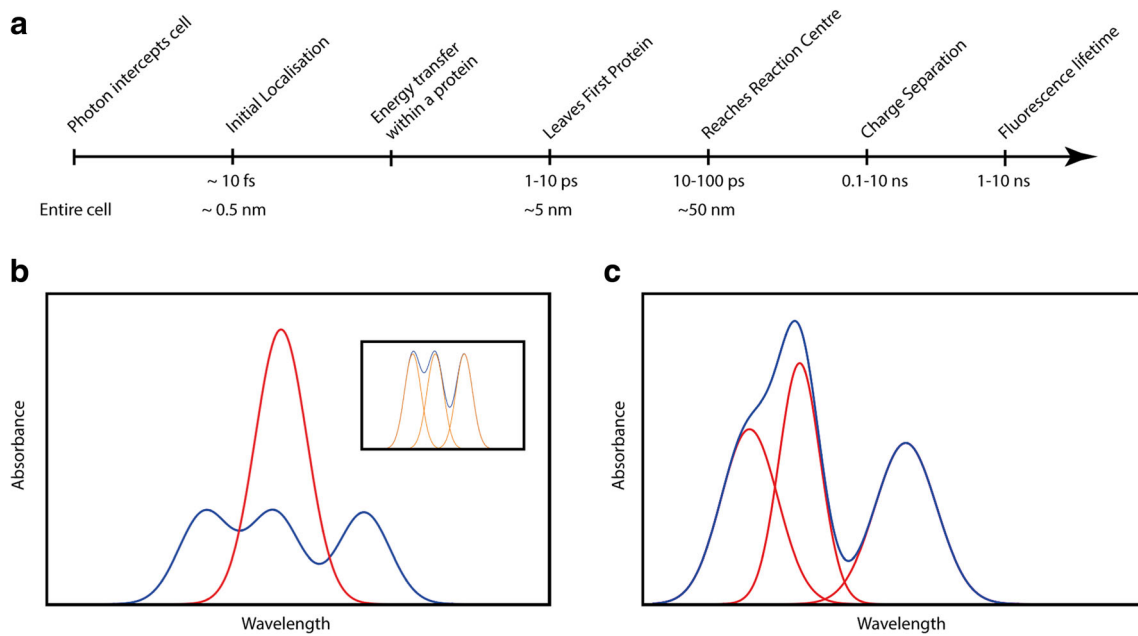 a
Photon intercepts cell
Initial Localisation
Energy transfer
within a protein
Leaves First Protein
Reaches Reaction Centre
Charge Separation
Fluorescence lifetime
~ 10 fs
1-10 ps
10-100 ps
0.1-10 ns
1-10 ns
Entire cell
~ 0.5 nm
~5 nm
~50 nm
b
Absorbance
Wavelength
c
Absorbance
Wavelength